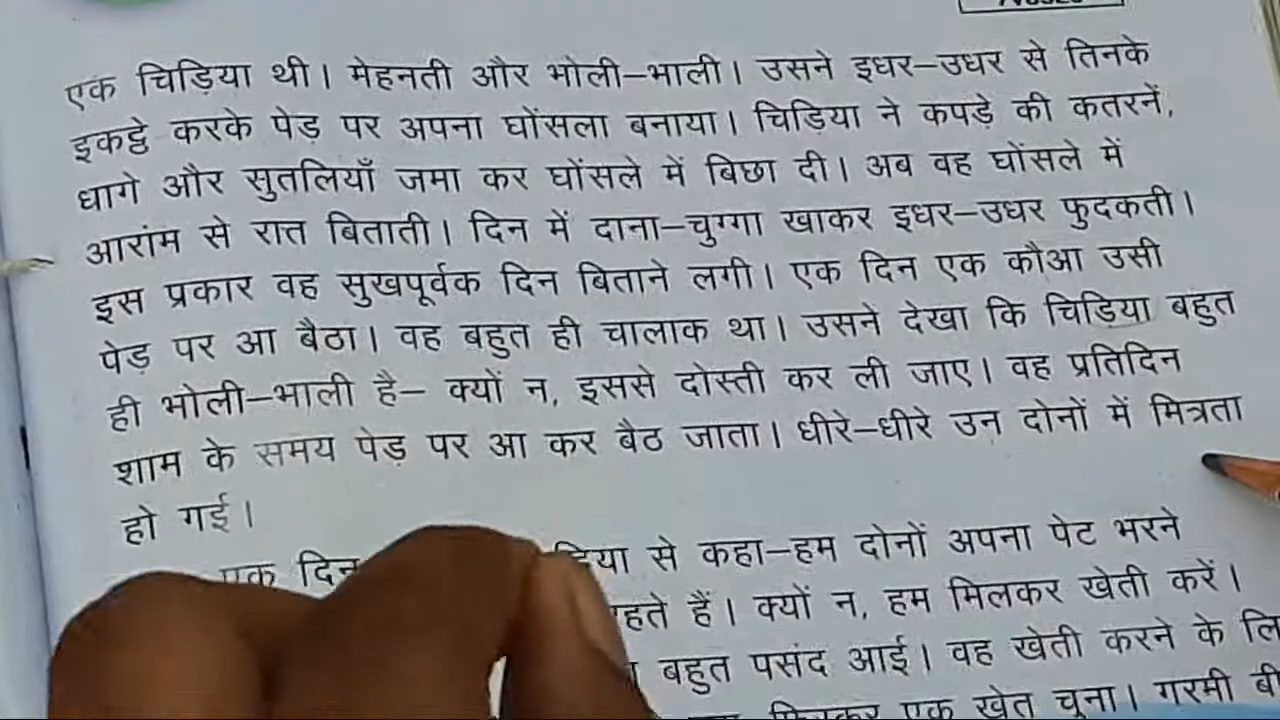 एक चिड़िया थी। मेहनती और भोली–भाली। उसने इधर–उधर से तिनके
इकट्ठे करके पेड़ पर अपना घोंसला बनाया। चिड़िया ने कपड़े की कतरनें,
धागे और सुतलियाँ जमा कर घोंसले में बिछा दी। अब वह घोंसले में
आरांम से रात बिताती। दिन में दाना–चुग्गा खाकर इधर–उधर फुदकती।
इस प्रकार वह सुखपूर्वक दिन बिताने लगी। एक दिन एक कौआ उसी
पेड़ पर आ बैठा। वह बहुत ही चालाक था। उसने देखा कि चिड़िया बहुत
ही भोली–भाली है– क्यों न, इससे दोस्ती कर ली जाए। वह प्रतिदिन
शाम के समय पेड़ पर आ कर बैठ जाता। धीरे–धीरे उन दोनों में मित्रता
हो गई।
एक दिन से कहा–हम दोनों अपना पेट भरने
हैं। क्यों न, हम मिलकर खेती करें।
बहुत पसंद आई। वह खेती करने के
एक खेत चुना। गरमी